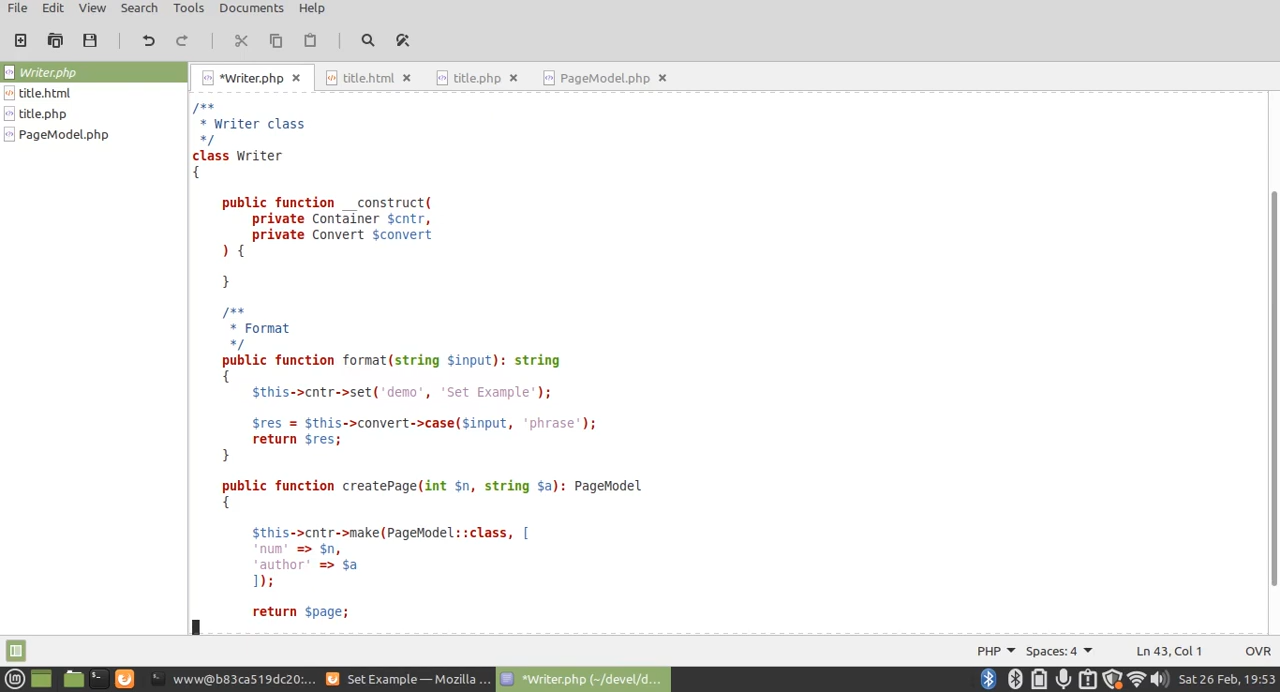 File Edit View Search Tools Documents Help
Writer.php
title.html
title.php
PageModel.php
*Writer.php title.html title.php PageModel.php
/**
 * Writer class
 */
class Writer
{
    public function __construct(
        private Container $cntr,
        private Convert $convert
    ) {
    }
    /**
     * Format
     */
    public function format(string $input): string
    {
        $this->cntr->set('demo', 'Set Example');
        $res = $this->convert->case($input, 'phrase');
        return $res;
    }
    public function createPage(int $n, string $a): PageModel
    {
        $this->cntr->make(PageModel::class, [
        'num' => $n,
        'author' => $a
        ]);
        return $page;
PHP Spaces: 4 Ln 43, Col 1 OVR
www@b83ca519dc20:... Set Example — Mozilla ... *Writer.php (~/devel/d... Sat 26 Feb, 19:53